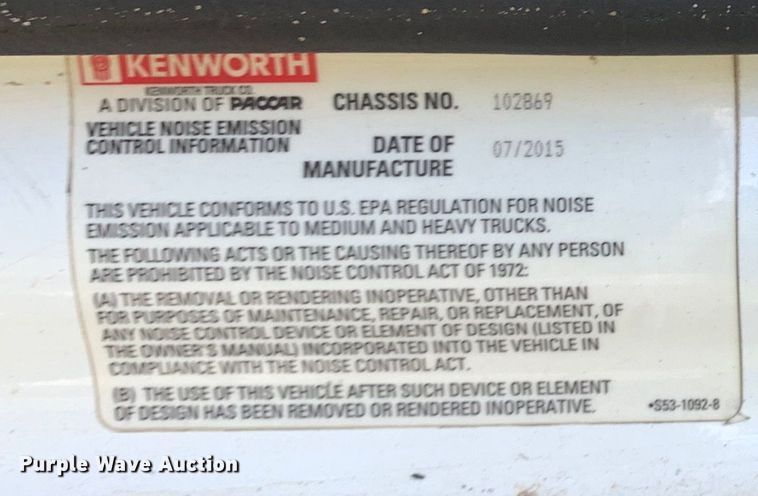 KENWORTH
KENWORTH TRUCK CO.
A DIVISION OF PACCAR
CHASSIS NO. 102869
VEHICLE NOISE EMISSION
CONTROL INFORMATION
DATE OF
MANUFACTURE
07/2015
THIS VEHICLE CONFORMS TO U.S. EPA REGULATION FOR NOISE
EMISSION APPLICABLE TO MEDIUM AND HEAVY TRUCKS.
THE FOLLOWING ACTS OR THE CAUSING THEREOF BY ANY PERSON
ARE PROHIBITED BY THE NOISE CONTROL ACT OF 1972:
(A) THE REMOVAL OR RENDERING INOPERATIVE, OTHER THAN
FOR PURPOSES OF MAINTENANCE, REPAIR, OR REPLACEMENT, OF
ANY NOISE CONTROL DEVICE OR ELEMENT OF DESIGN (LISTED IN
THE OWNER'S MANUAL) INCORPORATED INTO THE VEHICLE IN
COMPLIANCE WITH THE NOISE CONTROL ACT.
(B) THE USE OF THIS VEHICLE AFTER SUCH DEVICE OR ELEMENT
OF DESIGN HAS BEEN REMOVED OR RENDERED INOPERATIVE.
•S53-1092-8
Purple Wave Auction